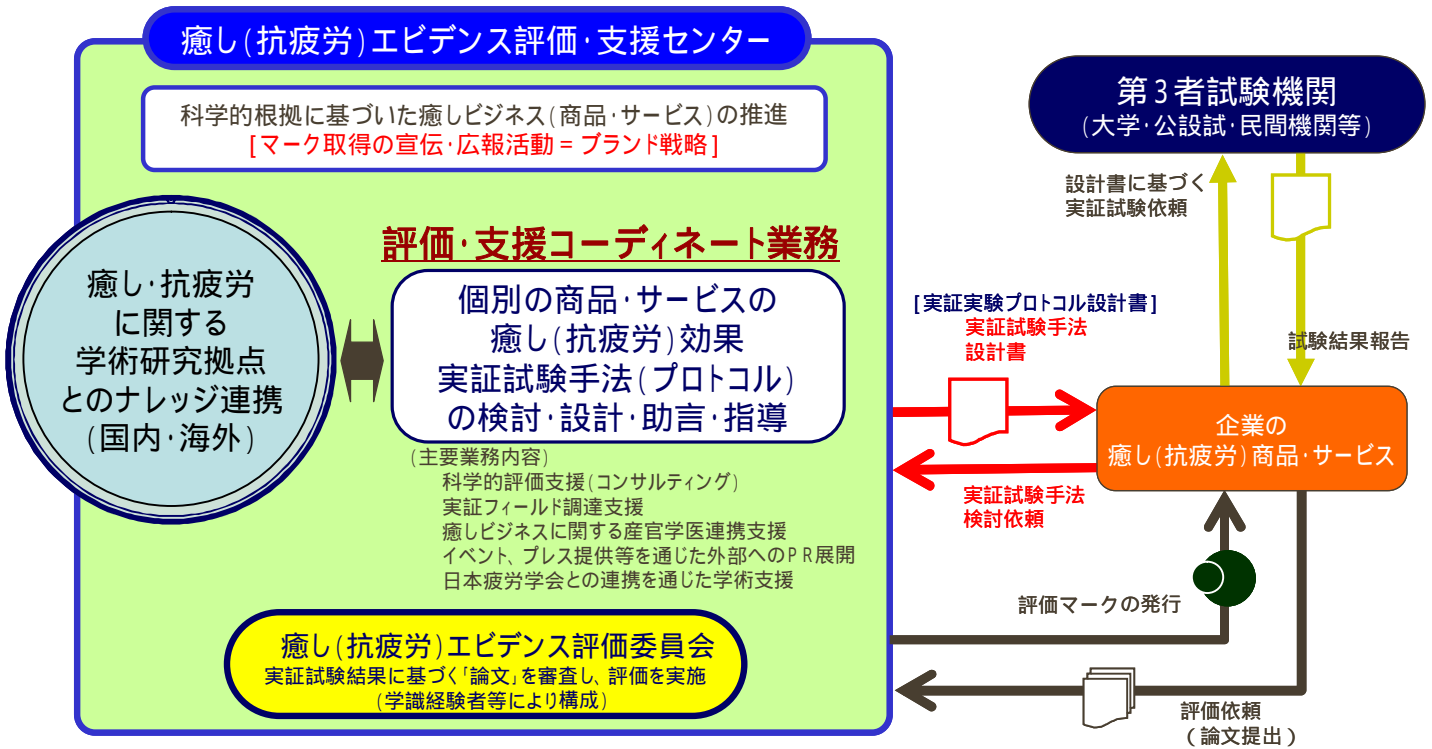 癒し(抗疲労)エビデンス評価・支援センター
科学的根拠に基づいた癒しビジネス(商品・サービス)の推進
[マーク取得の宣伝・広報活動=ブランド戦略]
癒し・抗疲労
に関する
学術研究拠点
とのナレッジ連携
(国内・海外)
評価・支援コーディネート業務
個別の商品・サービスの
癒し(抗疲労)効果
実証試験手法(プロトコル)
の検討・設計・助言・指導
(主要業務内容)
科学的評価支援(コンサルティング)
実証フィールド調達支援
癒しビジネスに関する産官学医連携支援
イベント、プレス提供等を通じた外部へのPR展開
日本疲労学会との連携を通じた学術支援
癒し(抗疲労)エビデンス評価委員会
実証試験結果に基づく「論文」を審査し、評価を実施
(学識経験者等により構成)
第3者試験機関
(大学・公設試・民間機関等)
設計書に基づく
実証試験依頼
試験結果報告
[実証実験プロトコル設計書]
実証試験手法
設計書
企業の
癒し(抗疲労)商品・サービス
実証試験手法
検討依頼
評価マークの発行
評価依頼
(論文提出)